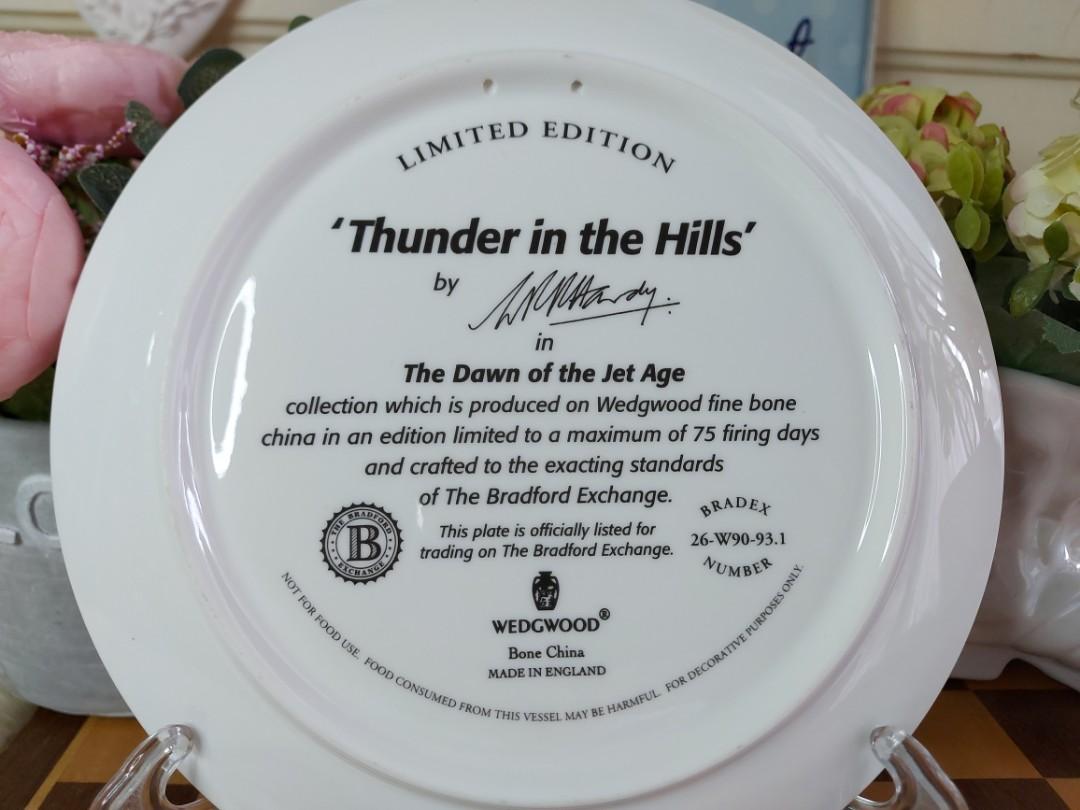 LIMITED EDITION
‘Thunder in the Hills’
by WRR Hardy.
in
The Dawn of the Jet Age
collection which is produced on Wedgwood fine bone
china in an edition limited to a maximum of 75 firing days
and crafted to the exacting standards
of The Bradford Exchange.
THE BRADFORD
B
EXCHANGE
This plate is officially listed for
trading on The Bradford Exchange.
BRADEX
26-W90-93.1
NUMBER
WEDGWOOD®
Bone China
MADE IN ENGLAND
NOT FOR FOOD USE. FOOD CONSUMED FROM THIS VESSEL MAY BE HARMFUL. FOR DECORATIVE PURPOSES ONLY.